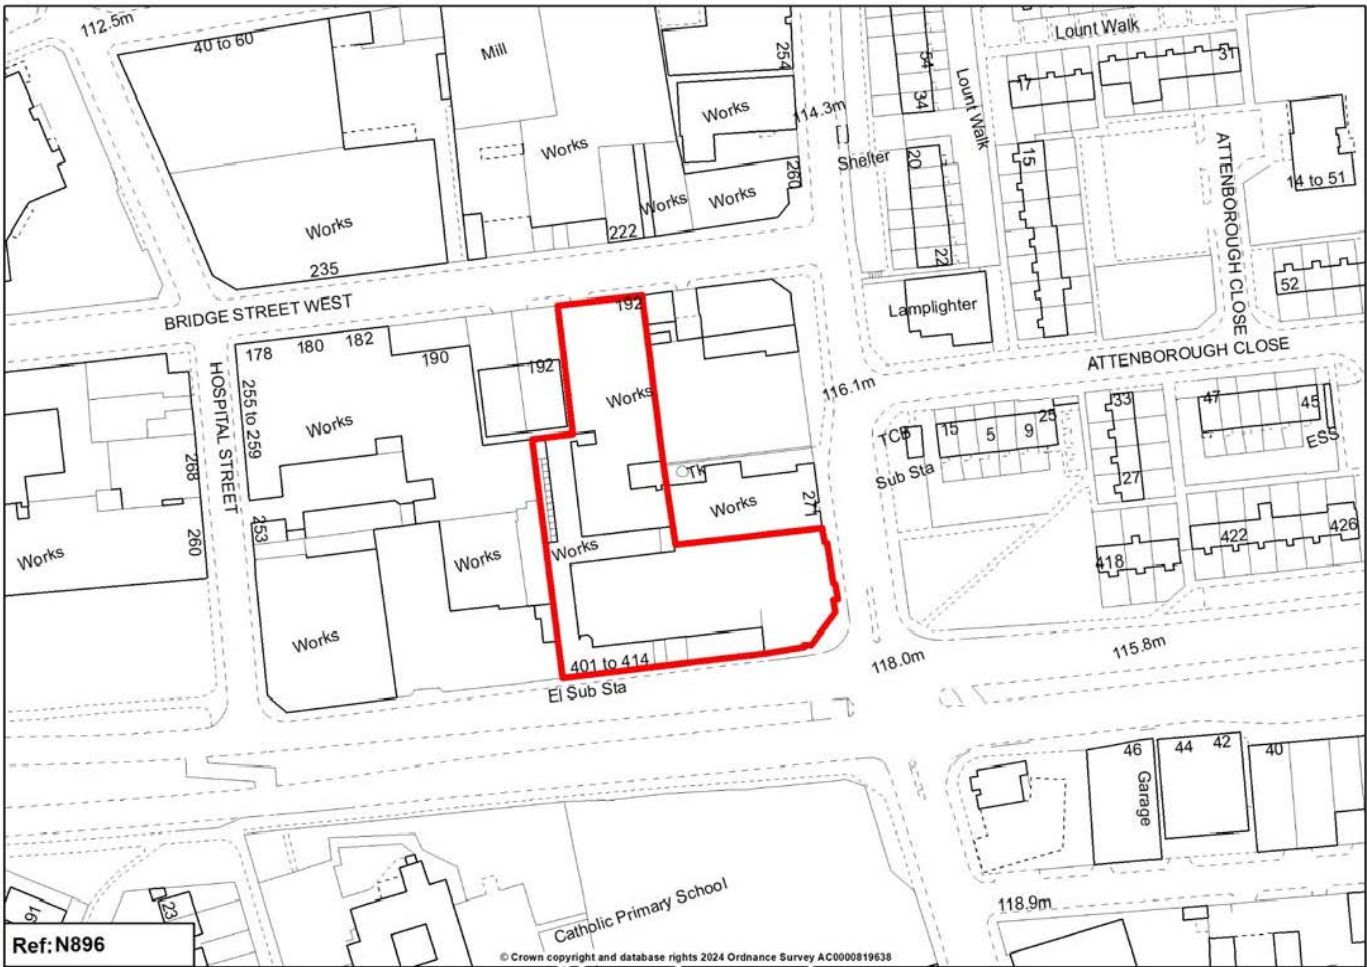 112.5m
40 to 60
Mill
254
Works
114.3m
Works
Shelter
260
Works
Works
222
Works
235
54
34
Lount Walk
Lount Walk
17
31
20
15
22
ATTENBOROUGH CLOSE
14 to 51
52
Lamplighter
BRIDGE STREET WEST
192
178
180
182
190
192
HOSPITAL STREET
255 to 259
Works
Works
116.1m
ATTENBOROUGH CLOSE
268
260
Works
253
Works
Works
Works
Tk
Works
271
TCB
Sub Sta
15
5
9
25
33
27
47
45
ESS
418
422
426
401 to 414
El Sub Sta
118.0m
115.8m
46
44
42
40
Garage
118.9m
Catholic Primary School
91
23
Ref:N896
© Crown copyright and database rights 2024 Ordnance Survey AC0000819638